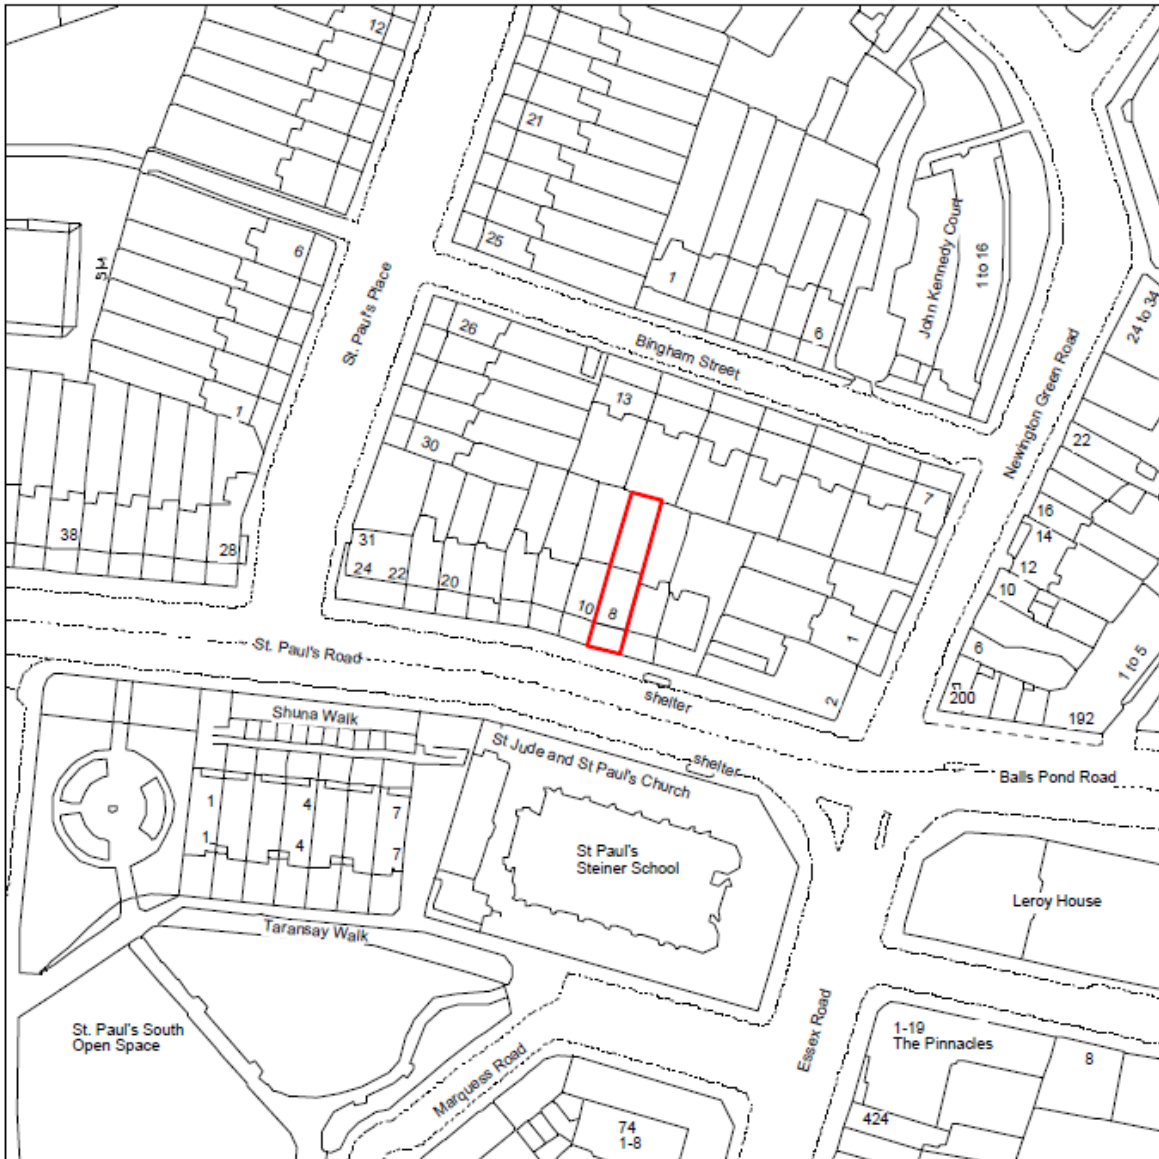 12
21
25
1
6
6
5M
St. Paul's Place
John Kennedy Court
1 to 16
24 to 34
Bingham Street
Newington Green Road
26
13
1
30
22
7
16
38
28
31
24
22
20
14
12
10
10
8
1
6
1 to 5
2
200
192
St. Paul's Road
shelter
Shuna Walk
St Jude and St Paul's Church
shelter
Balls Pond Road
1
4
7
1
4
7
St Paul's
Steiner School
Leroy House
Taransay Walk
St. Paul's South
Open Space
Essex Road
1-19
The Pinnacles
8
Marquess Road
424
74
1-8